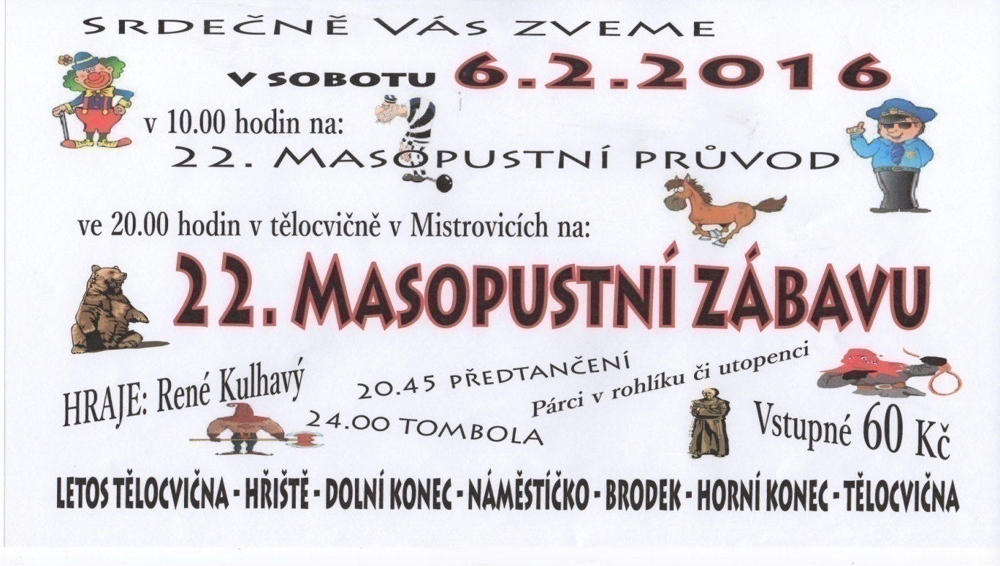 SRDEČNĚ VÁS ZVEME
V SOBOTU 6.2.2016
v 10.00 hodin na:
22. MASOPUSTNÍ PRŮVOD
ve 20.00 hodin v tělocvičně v Mistrovicích na:
22. MASOPUSTNÍ ZÁBAVU
HRAJE: René Kulhavý
20.45 PŘEDTANČENÍ
24.00 TOMBOLA
Párci v rohlíku či utopenci
Vstupné 60 Kč
LETOS TĚLOCVIČNA - HŘIŠTĚ - DOLNÍ KONEC - NÁMĚSTÍČKO - BRODEK - HORNÍ KONEC - TĚLOCVIČNA